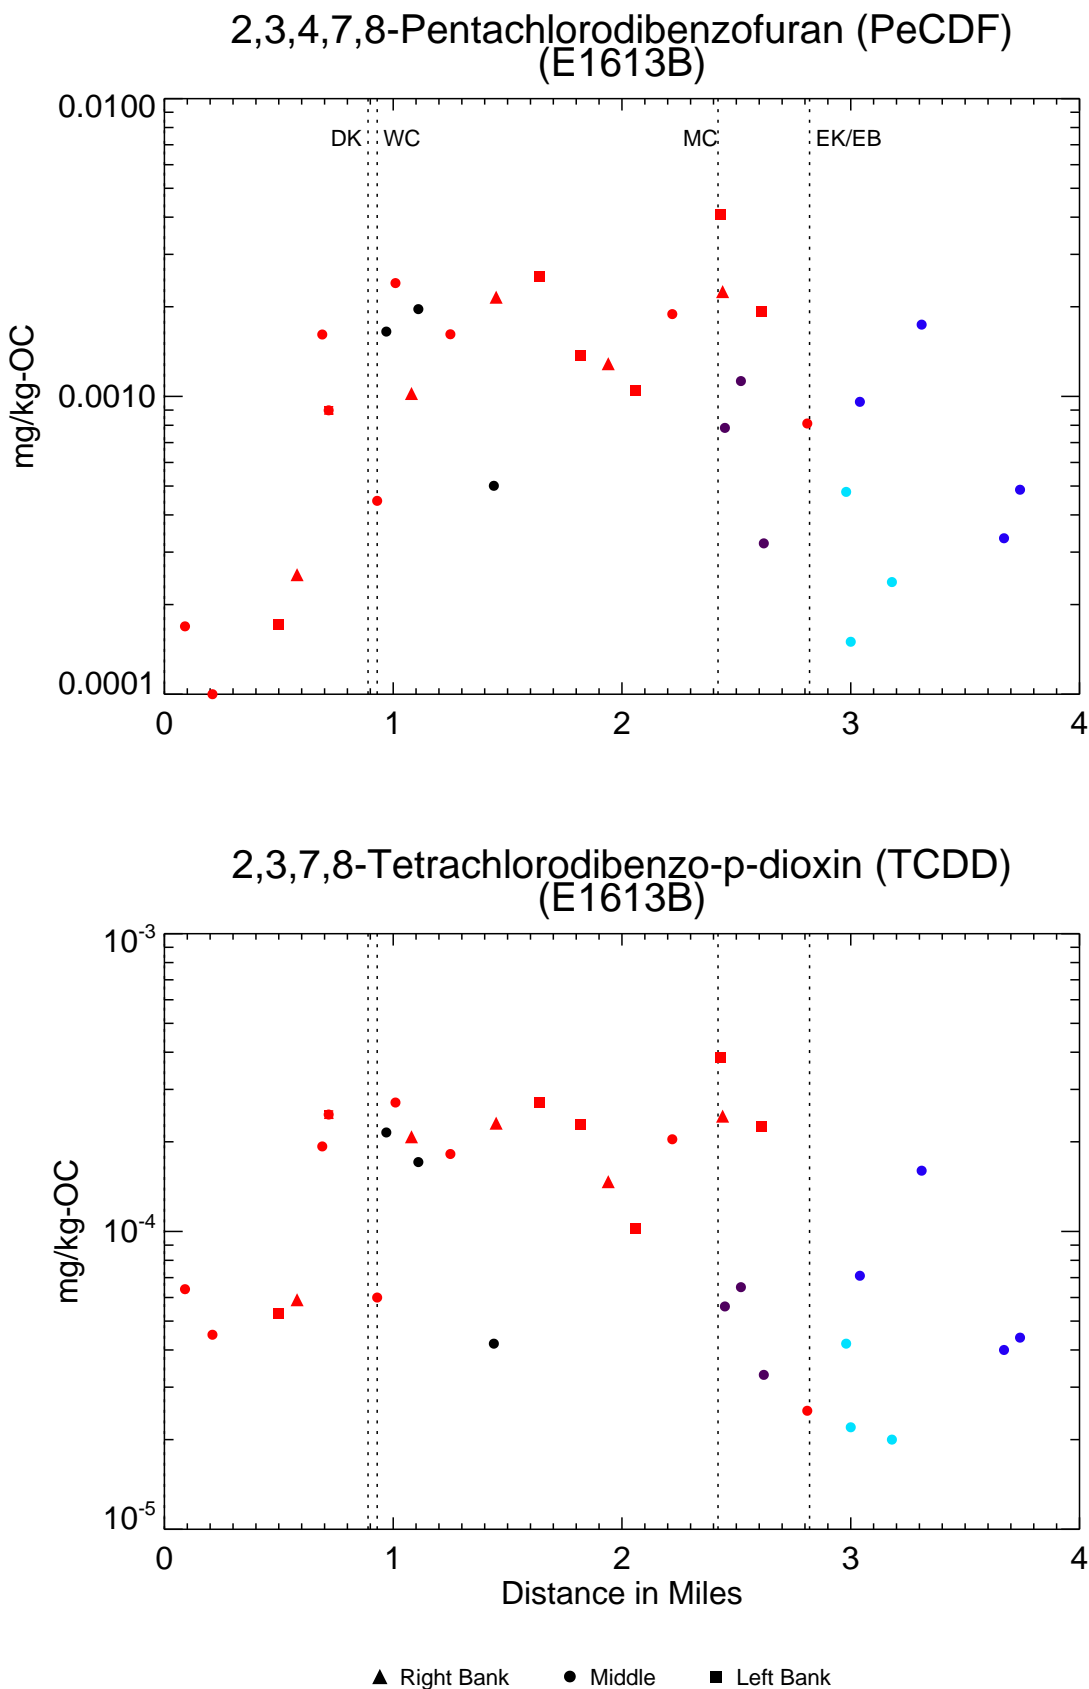 2,3,4,7,8-Pentachlorodibenzofuran (PeCDF)
(E1613B)
0.0100
DK WC MC EK/EB
mg/kg-OC
0.0010
0.0001
0 1 2 3 4
2,3,7,8-Tetrachlorodibenzo-p-dioxin (TCDD)
(E1613B)
10-3
mg/kg-OC
10-4
10-5
0 1 2 3 4
Distance in Miles
Right Bank Middle Left Bank